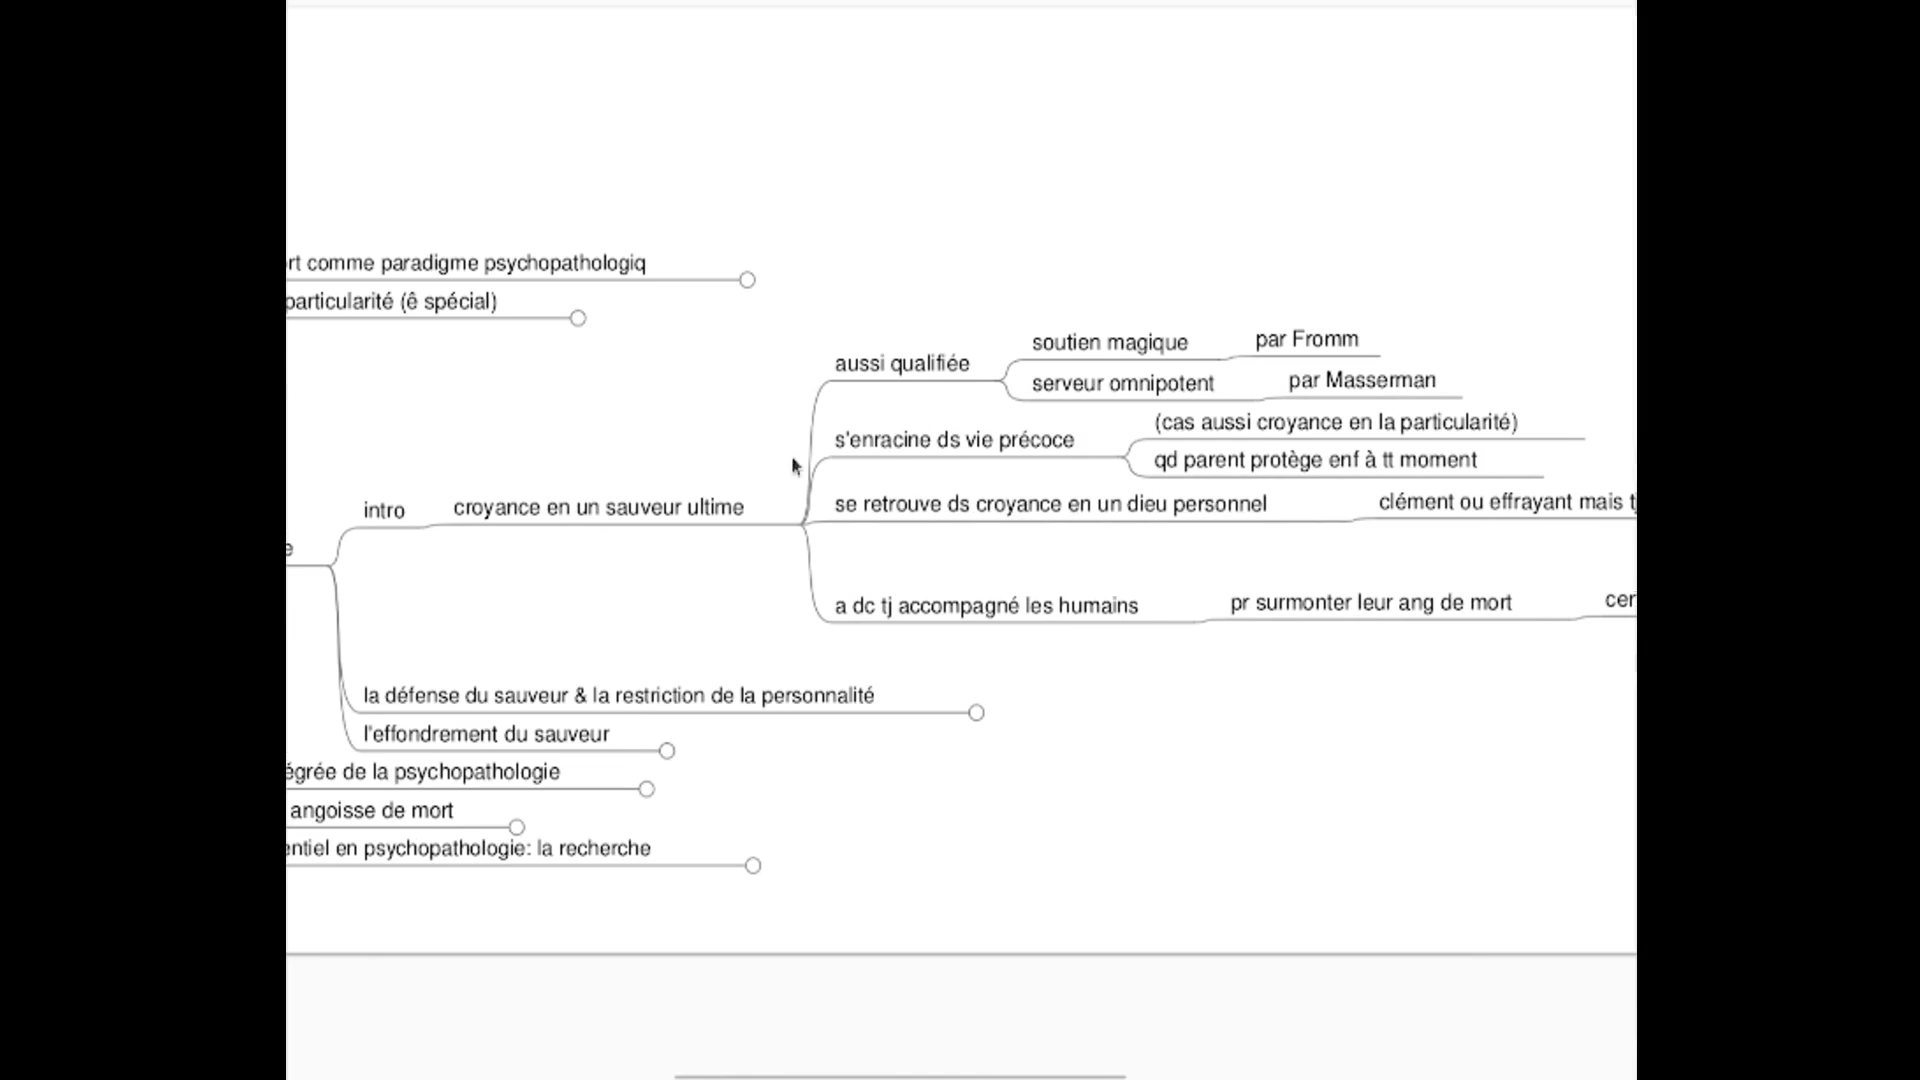 rt comme paradigme psychopathologiq
particularité (ê spécial)
soutien magique
par Fromm
aussi qualifiée
serveur omnipotent
par Masserman
(cas aussi croyance en la particularité)
s'enracine ds vie précoce
qd parent protège enf à tt moment
intro
croyance en un sauveur ultime
se retrouve ds croyance en un dieu personnel
clément ou effrayant mais
e
a dc tj accompagné les humains
pr surmonter leur ang de mort
cer
la défense du sauveur & la restriction de la personnalité
l'effondrement du sauveur
égrée de la psychopathologie
angoisse de mort
entiel en psychopathologie: la recherche